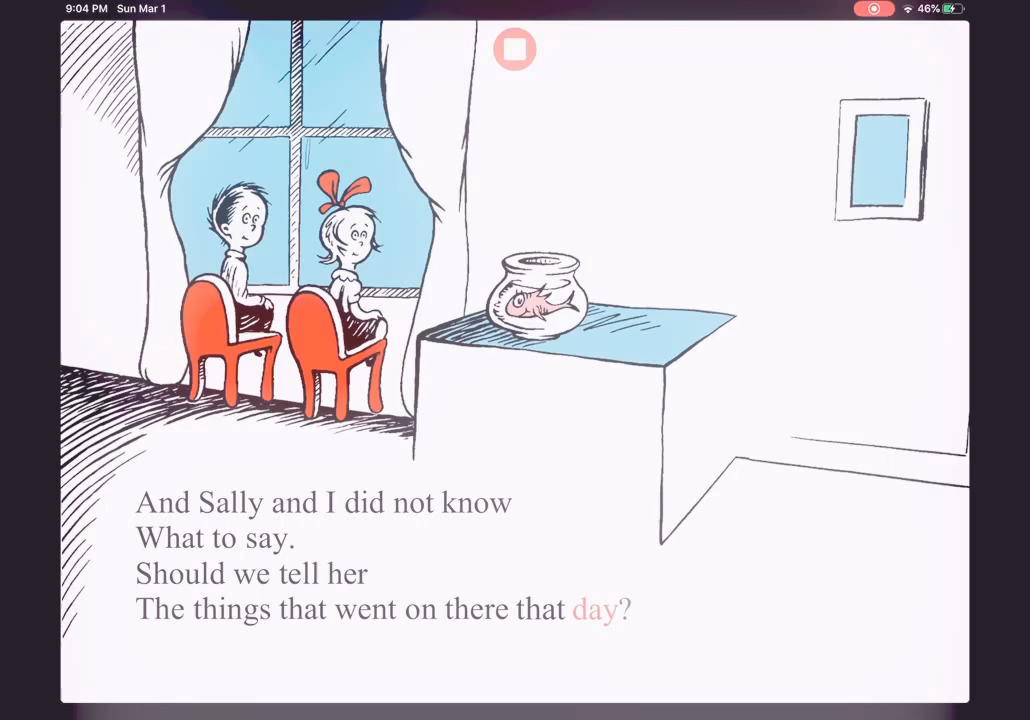 9:04 PM Sun Mar 1 46%
And Sally and I did not know
What to say.
Should we tell her
The things that went on there that day?